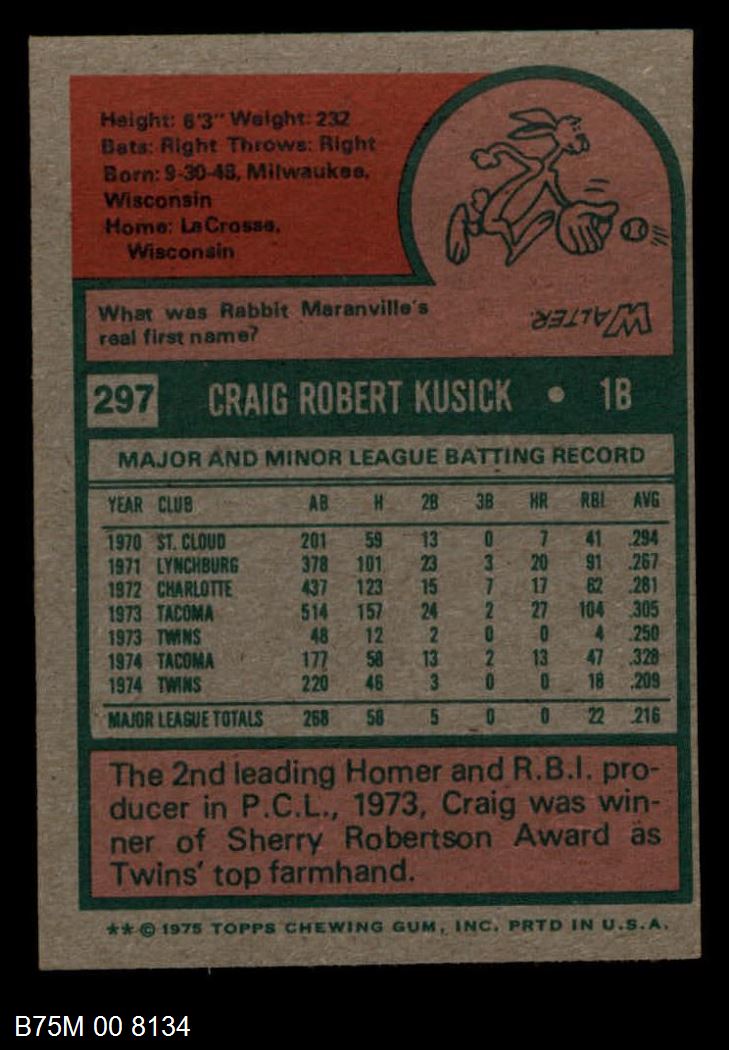 Height: 6'3" Weight: 232
Bats: Right Throws: Right
Born: 9-30-48, Milwaukee,
Wisconsin
Home: LaCrosse,
Wisconsin
What was Rabbit Maranville's
real first name?
WALTER.
297 CRAIG ROBERT KUSICK • 1B
MAJOR AND MINOR LEAGUE BATTING RECORD
YEAR CLUB AB H 2B 3B HR RBI AVG
1970 ST. CLOUD 201 59 13 0 7 41 .294
1971 LYNCHBURG 378 101 23 3 20 91 .267
1972 CHARLOTTE 437 123 15 7 17 62 .281
1973 TACOMA 514 157 24 2 27 104 .305
1973 TWINS 48 12 2 0 0 4 .250
1974 TACOMA 177 58 13 2 13 47 .328
1974 TWINS 220 46 3 0 0 18 .209
MAJOR LEAGUE TOTALS 268 58 5 0 0 22 .216
The 2nd leading Homer and R.B.I. pro-
ducer in P.C.L., 1973, Craig was win-
ner of Sherry Robertson Award as
Twins' top farmhand.
**© 1975 TOPPS CHEWING GUM, INC. PRTD IN U.S.A.
B75M 00 8134